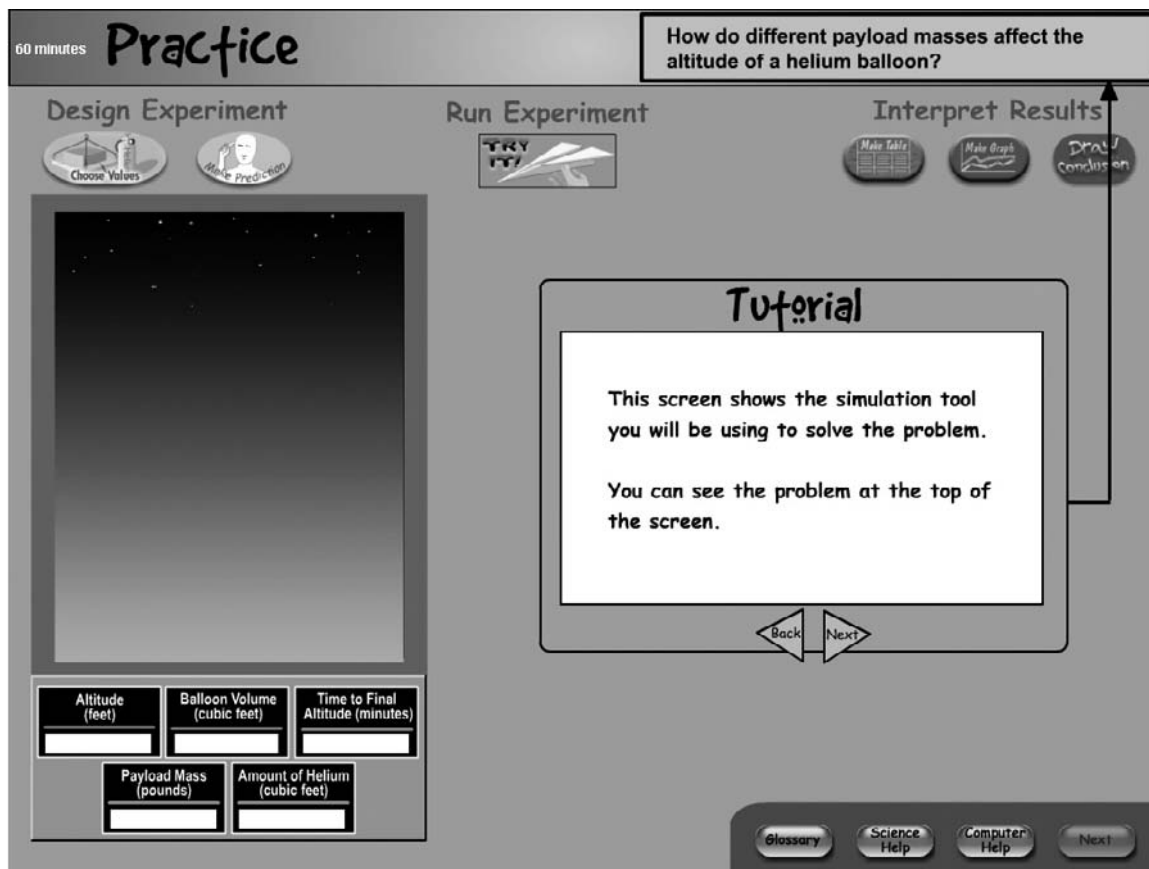 60 minutes Practice
How do different payload masses affect the
altitude of a helium balloon?
Design Experiment
Run Experiment
Interpret Results
Choose Values
Make Prediction
TRY
IT!
Make Table
Make Graph
Draw
Conclusion
Tutorial
This screen shows the simulation tool
you will be using to solve the problem.
You can see the problem at the top of
the screen.
Back
Next
Altitude
(feet)
Balloon Volume
(cubic feet)
Time to Final
Altitude (minutes)
Payload Mass
(pounds)
Amount of Helium
(cubic feet)
Glossary
Science
Help
Computer
Help
Next